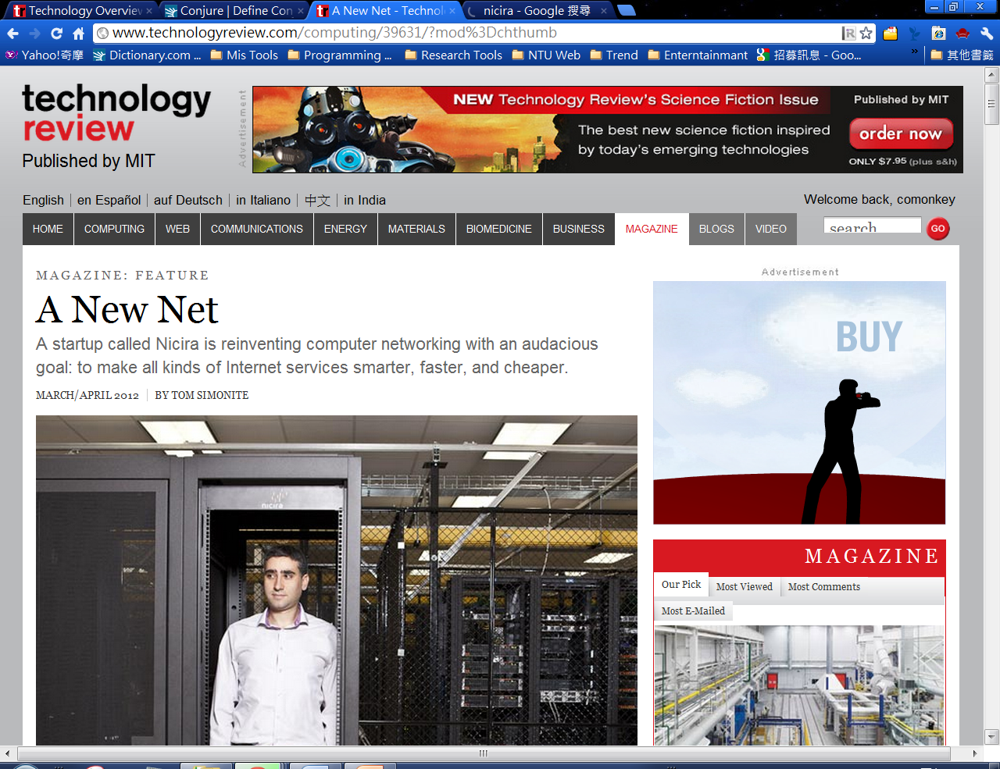 Technology Overview
Conjure | Define Con
A New Net - Technol
nicira - Google 搜尋
www.technologyreview.com/computing/39631/?mod%3Dchthumb
Yahoo!奇摩
Dictionary.com ...
Mis Tools
Programming ...
Research Tools
NTU Web
Trend
Enterntainmant
招募訊息 - Goo...
»
其他書籤
technology
review
Published by MIT
Advertisement
NEW Technology Review's Science Fiction Issue
The best new science fiction inspired
by today's emerging technologies
Published by MIT
order now
ONLY $7.95 (plus s&h)
English | en Español | auf Deutsch | in Italiano | 中文 | in India
Welcome back, comonkey
HOME COMPUTING WEB COMMUNICATIONS ENERGY MATERIALS BIOMEDICINE BUSINESS MAGAZINE BLOGS VIDEO
search
GO
MAGAZINE: FEATURE
A New Net
A startup called Nicira is reinventing computer networking with an audacious
goal: to make all kinds of Internet services smarter, faster, and cheaper.
MARCH/APRIL 2012 | BY TOM SIMONITE
nicira
Advertisement
BUY
MAGAZINE
Our Pick
Most Viewed
Most Comments
Most E-Mailed